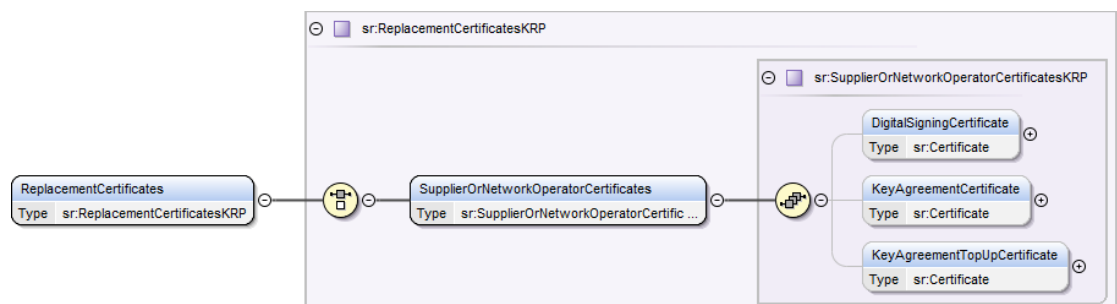 sr:ReplacementCertificatesKRP
sr:SupplierOrNetworkOperatorCertificatesKRP
DigitalSigningCertificate
Type sr:Certificate
ReplacementCertificates
Type sr:ReplacementCertificatesKRP
SupplierOrNetworkOperatorCertificates
Type sr:SupplierOrNetworkOperatorCertific ...
KeyAgreementCertificate
Type sr:Certificate
KeyAgreementTopUpCertificate
Type sr:Certificate